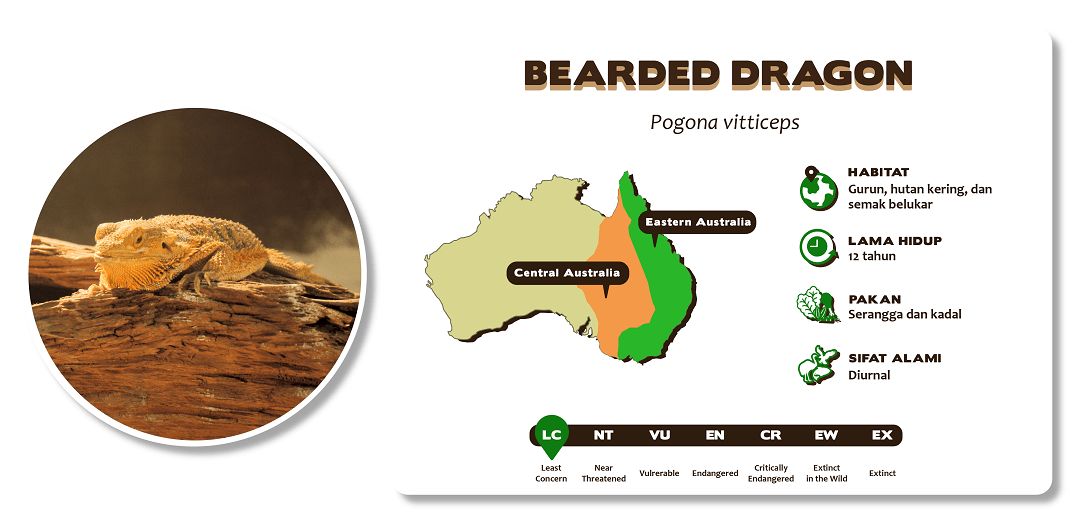 BEARDED DRAGON
Pogona vitticeps
Eastern Australia
Central Australia
HABITAT
Gurun, hutan kering, dan
semak belukar
LAMA HIDUP
12 tahun
PAKAN
Serangga dan kadal
SIFAT ALAMI
Diurnal
LC NT VU EN CR EW EX
Least Concern
Near Threatened
Vulrerable
Endangered
Critically Endangered
Extinct in the Wild
Extinct